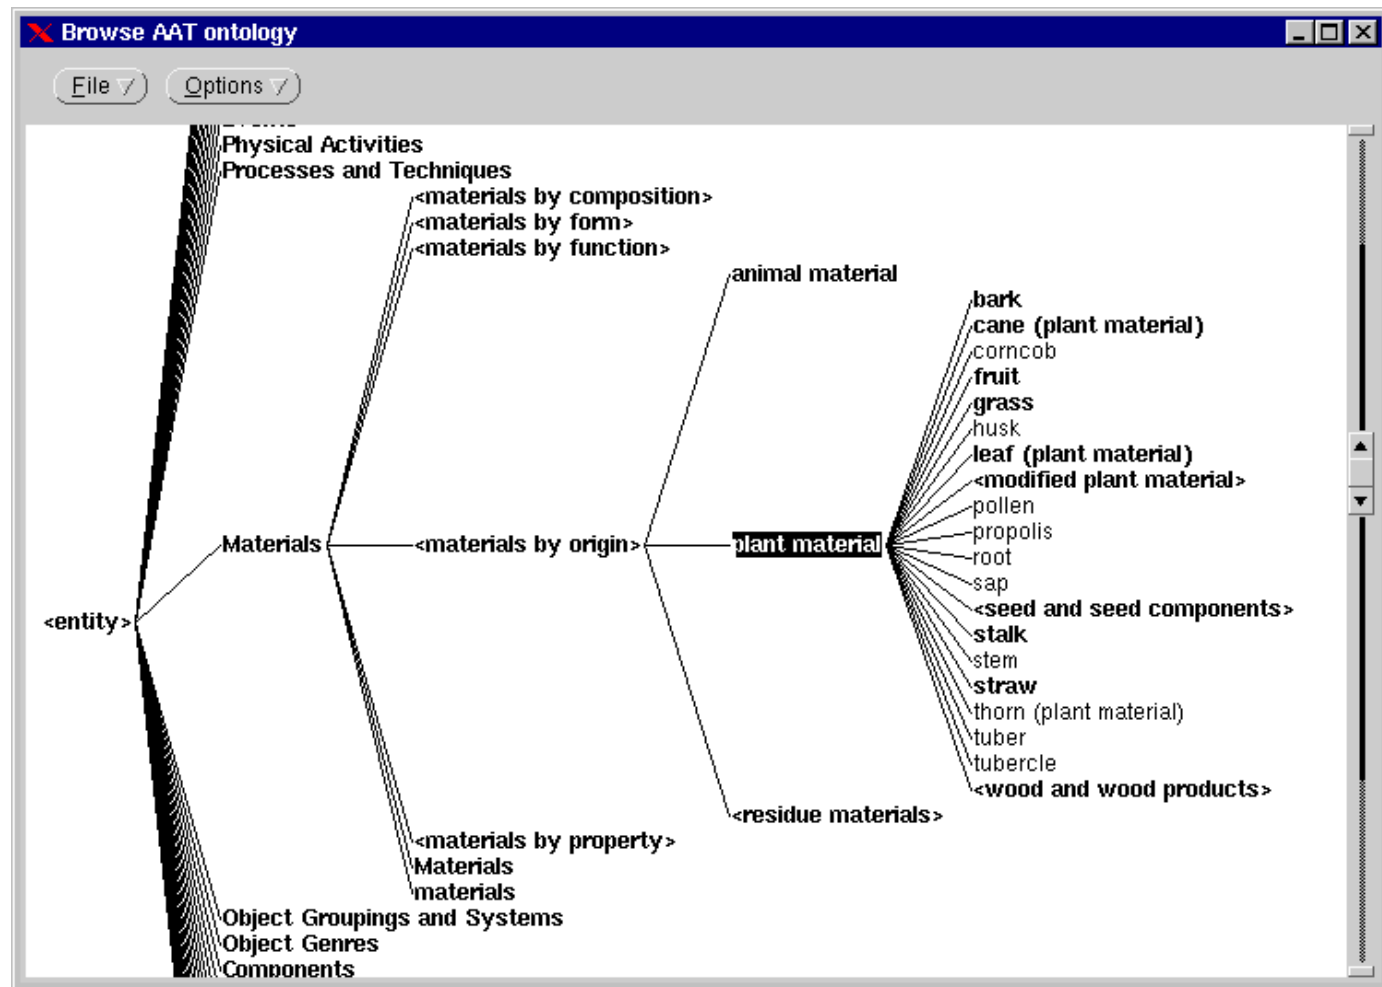 Browse AAT ontology
File Options
Physical Activities
Processes and Techniques
<materials by composition>
<materials by form>
<materials by function>
animal material
bark
cane (plant material)
corncob
fruit
grass
husk
leaf (plant material)
<modified plant material>
pollen
propolis
Materials <materials by origin> plant material
root
sap
<seed and seed components>
<entity>
stalk
stem
straw
thorn (plant material)
tuber
tubercle
<wood and wood products>
<residue materials>
<materials by property>
Materials
materials
Object Groupings and Systems
Object Genres
Components